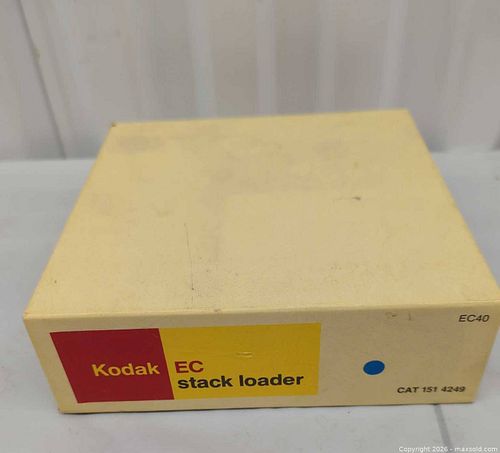 EC40
Kodak EC
stack loader
CAT 151 4249
Copyright 2026 - maxsold.com